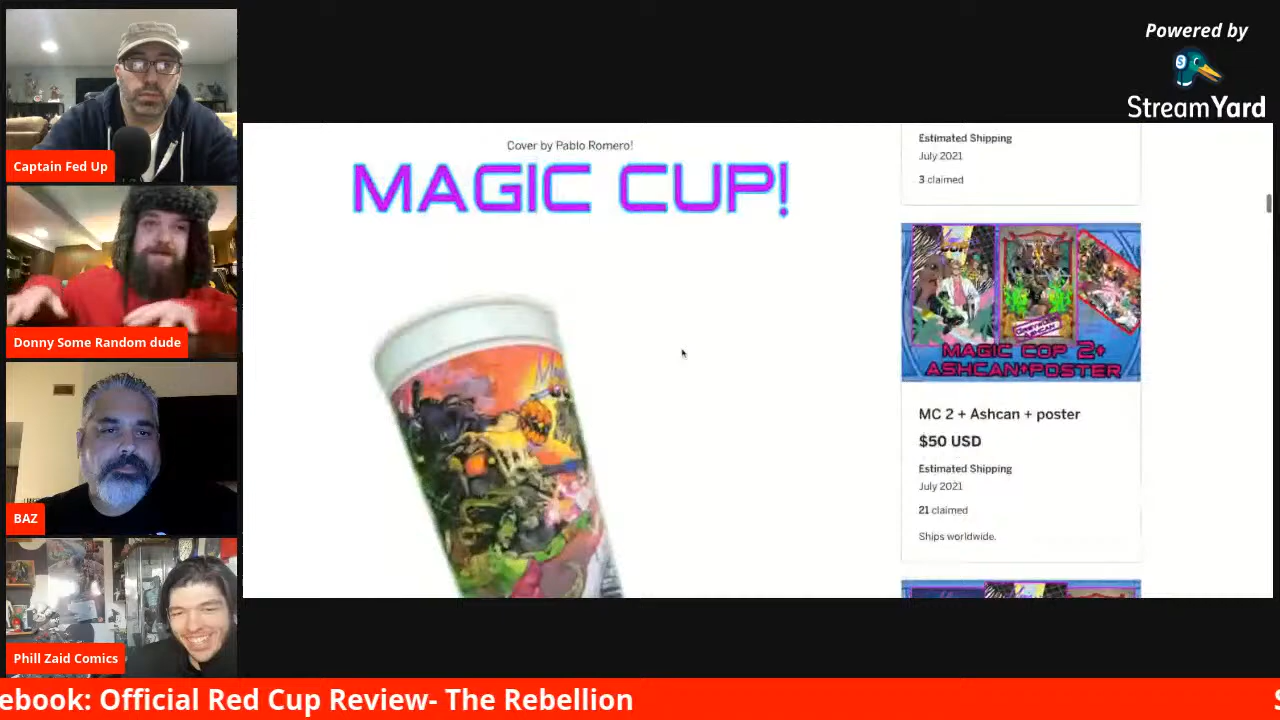 Powered by
StreamYard
Captain Fed Up
Donny Some Random dude
BAZ
Phill Zaid Comics
Cover by Pablo Romero!
MAGIC CUP!
Estimated Shipping
July 2021
3 claimed
MAGIC COP 2+
ASHCAN+POSTER
MC 2 + Ashcan + poster
$50 USD
Estimated Shipping
July 2021
21 claimed
Ships worldwide.
ebook: Official Red Cup Review- The Rebellion